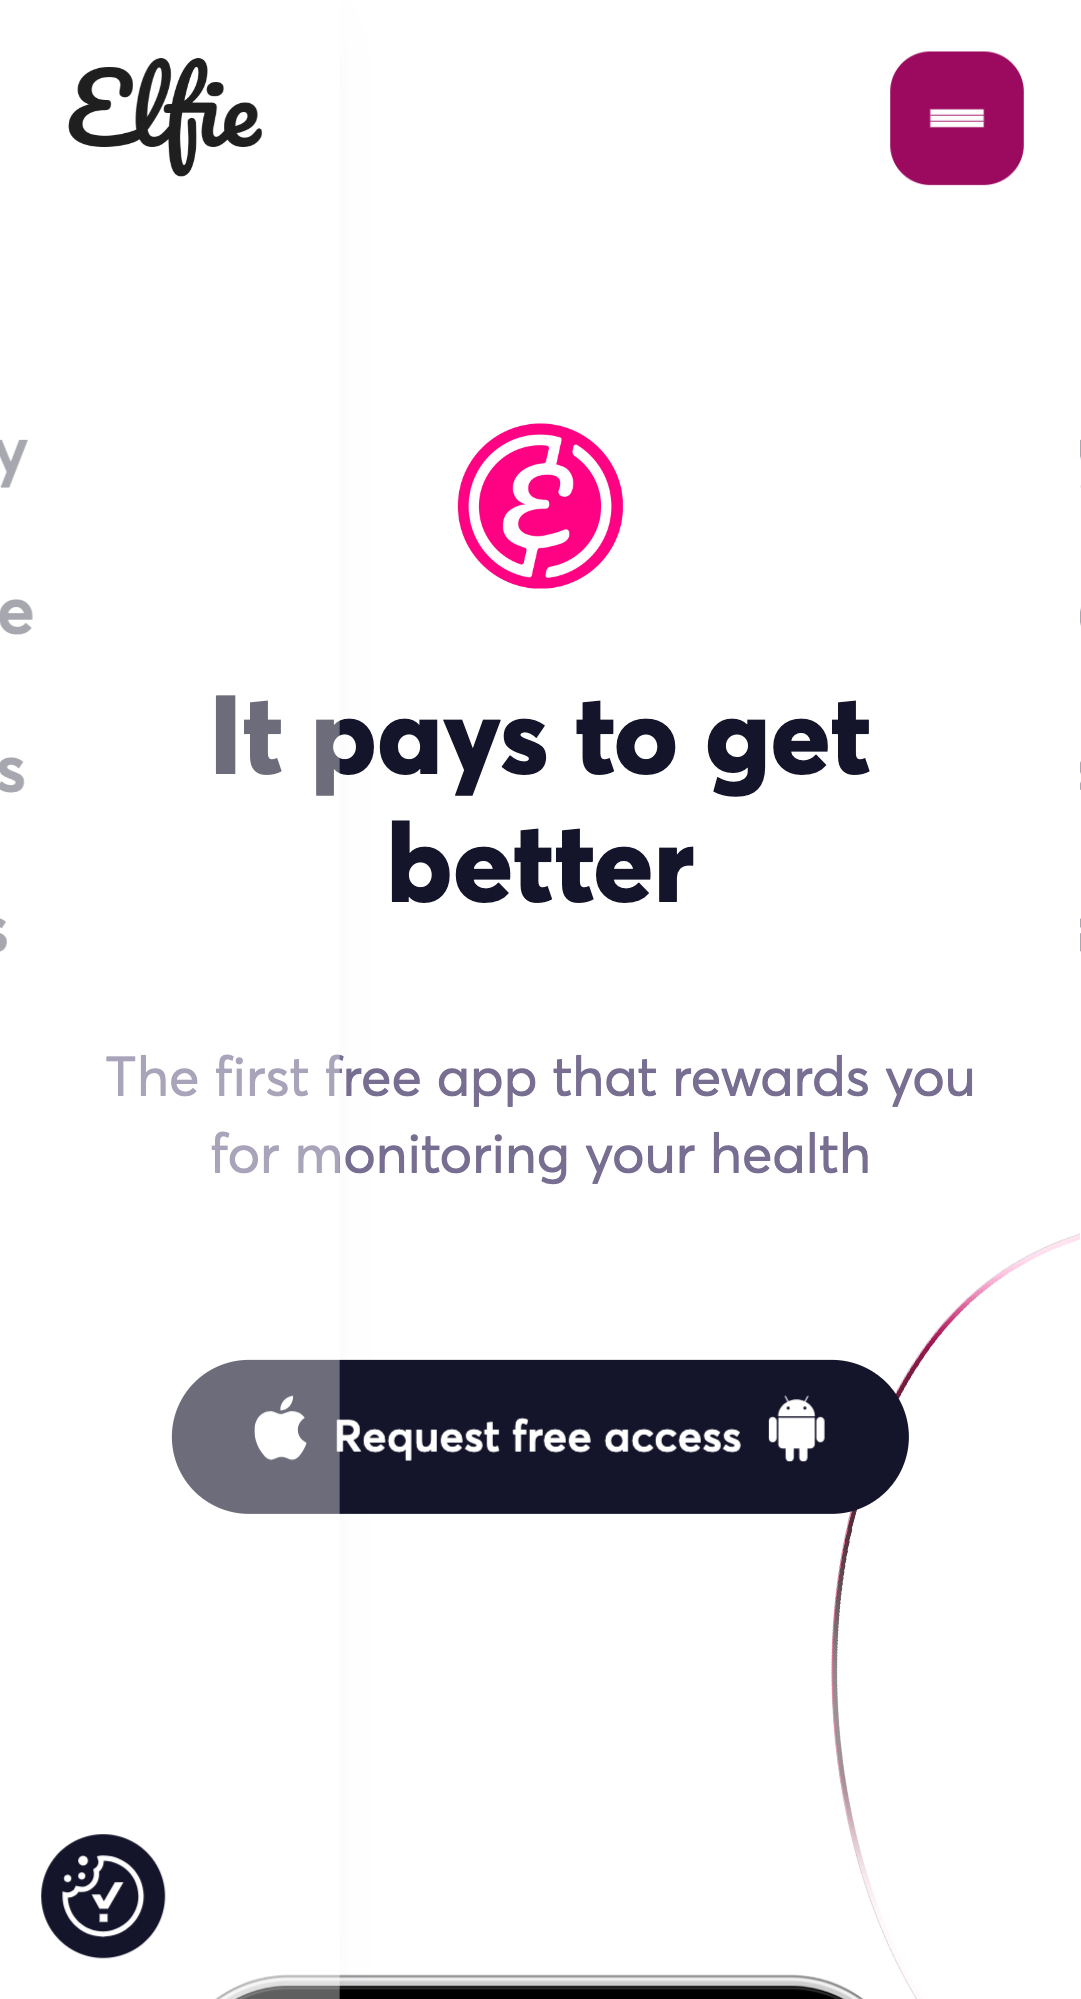 Elfie
y
e
s
s
It pays to get
better
The first free app that rewards you
for monitoring your health
Request free access